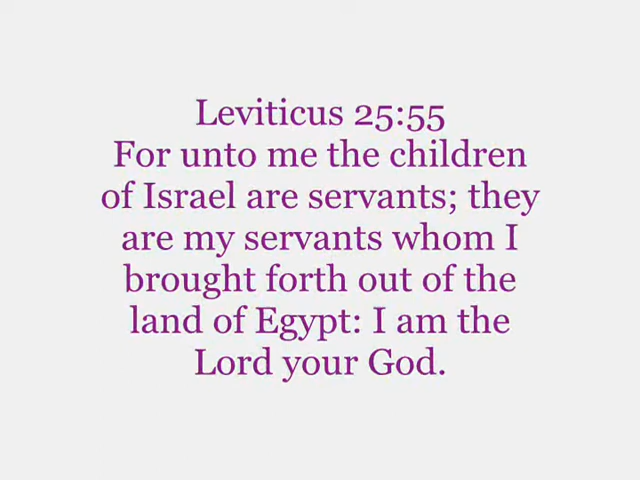 Leviticus 25:55
For unto me the children
of Israel are servants; they
are my servants whom I
brought forth out of the
land of Egypt: I am the
Lord your God.